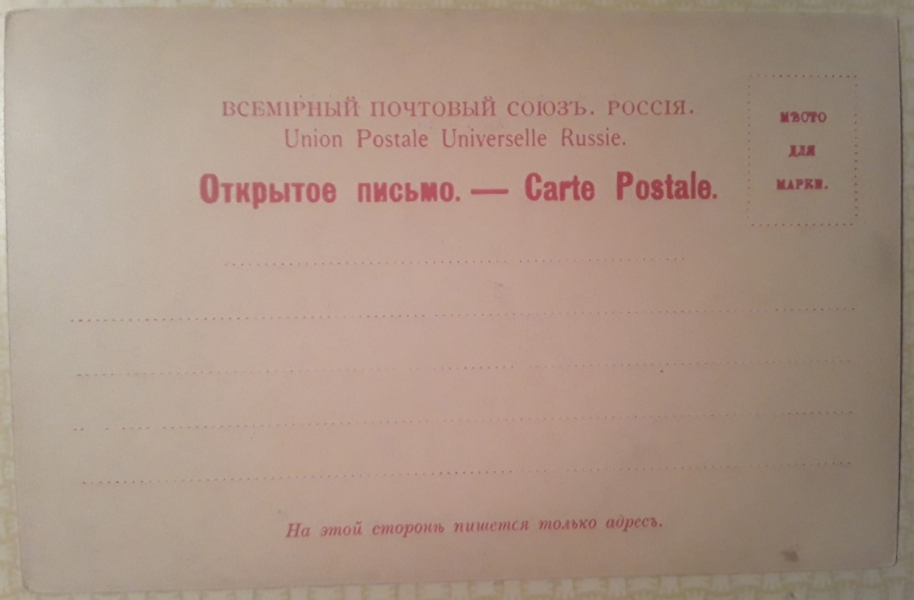 ВСЕМІРНЫЙ ПОЧТОВЫЙ СОЮЗЪ. РОССІЯ.
Union Postale Universelle Russie.
Открытое письмо. — Carte Postale.
МѢСТО
ДЛЯ
МАРКИ.
На этой сторонѣ пишется только адресъ.